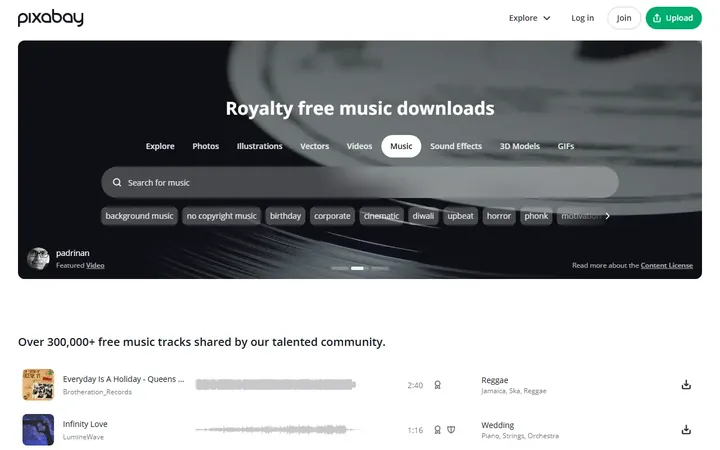 pixabay
Explore Log in Join Upload
Royalty free music downloads
Explore Photos Illustrations Vectors Videos Music Sound Effects 3D Models GIFs
Search for music
background music no copyright music birthday corporate cinematic diwali upbeat horror phonk motivation
padrinan
Featured Video
Read more about the Content License
Over 300,000+ free music tracks shared by our talented community.
Everyday Is A Holiday - Queens ... 2:40 Reggae
Brotheration_Records Jamaica, Ska, Reggae
Infinity Love 1:16 Wedding
LumineWave Piano, Strings, Orchestra